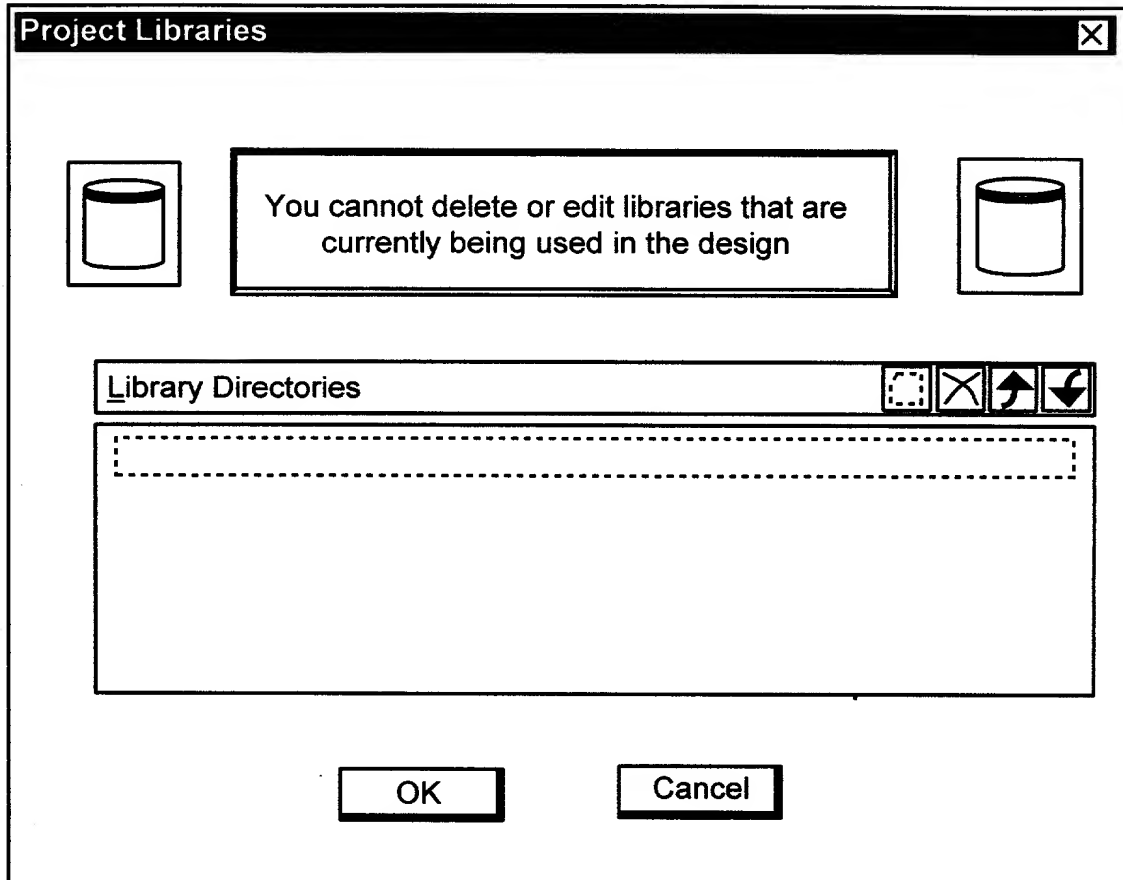 Project Libraries
You cannot delete or edit libraries that are
currently being used in the design
Library Directories
OK
Cancel